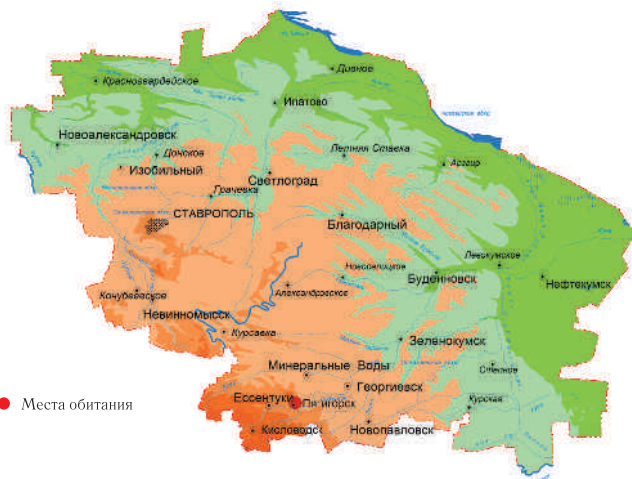 Дивное
Красногвардейское
Ипатово
Новоалександровск
Донское
Летняя Ставка
Изобильный
Светлоград
Арзгир
Грачевка
СТАВРОПОЛЬ
Благодарный
Левокумское
Новоселицкое
Буденновск
Нефтекумск
Кочубеевское
Александровское
Невинномысск
Курсавка
Зеленокумск
Минеральные Воды
Степное
Георгиевск
Ессентуки
Пятигорск
Курская
Места обитания
Кисловодск
Новопавловск